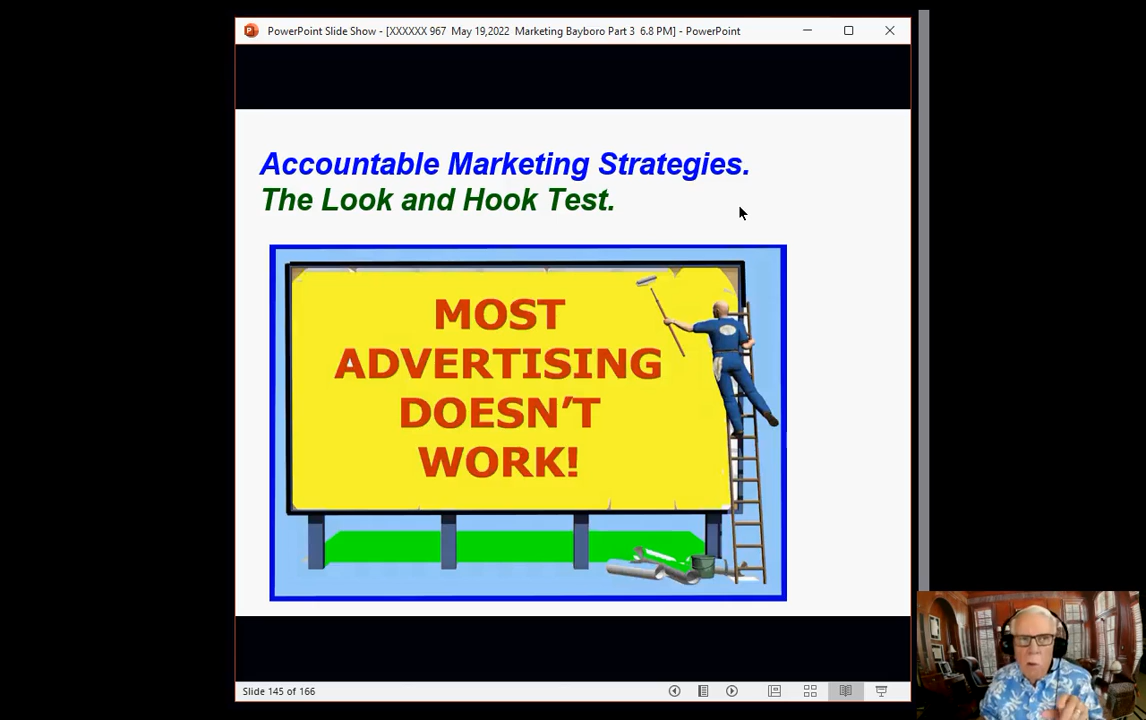 PowerPoint Slide Show - [XXXXXX 967 May 19,2022 Marketing Bayboro Part 3 6.8 PM] - PowerPoint
Accountable Marketing Strategies.
The Look and Hook Test.
MOST
ADVERTISING
DOESN’T
WORK!
Slide 145 of 166